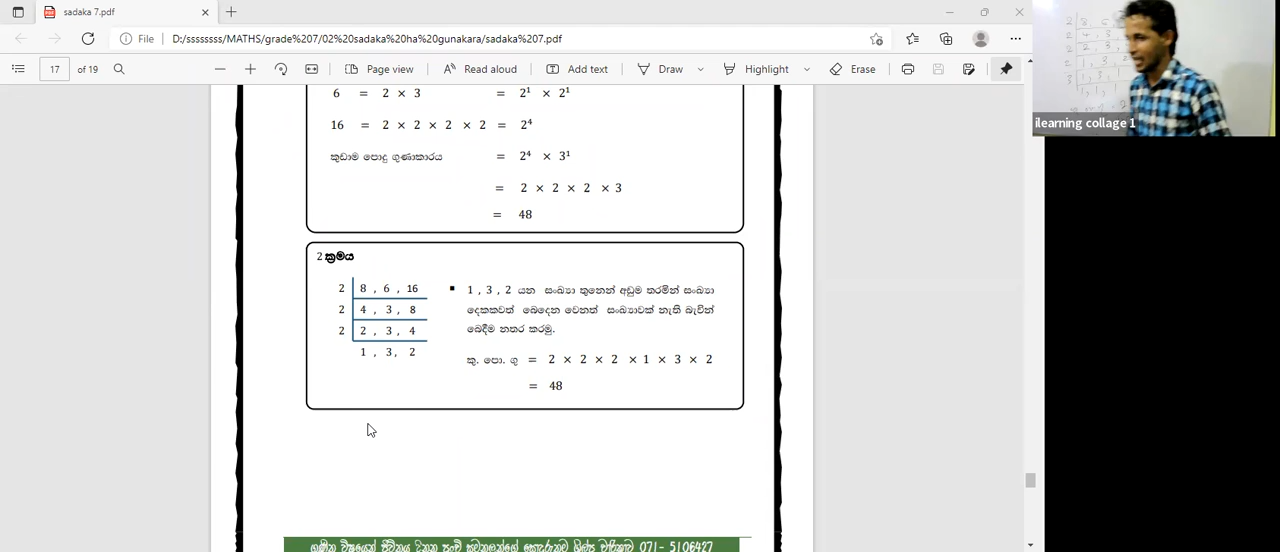 sadaka 7.pdf
File D:/ssssssss/MATHS/grade%207/02%20sadaka%20ha%20gunakara/sadaka%207.pdf
17 of 19 Page view Read aloud Add text Draw Highlight Erase
6 = 2 × 3 = 2¹ × 2¹
16 = 2 × 2 × 2 × 2 = 2⁴
කුඩාම පොදු ගුණාකාරය = 2⁴ × 3¹
= 2 × 2 × 2 × 3
= 48
2 ක්‍රමය
2 8 , 6 , 16
2 4 , 3 , 8
2 2 , 3 , 4
1 , 3 , 2
▪ 1 , 3 , 2 යන සංඛ්‍යා තුනෙන් අඩුම තරමින් සංඛ්‍යා
දෙකකවත් බෙදෙන වෙනත් සංඛ්‍යාවක් නැති බැවින්
බෙදීම නතර කරමු.
කු. පො. ගු = 2 × 2 × 2 × 1 × 3 × 2
= 48
071- 5106427
ilearning collage 1